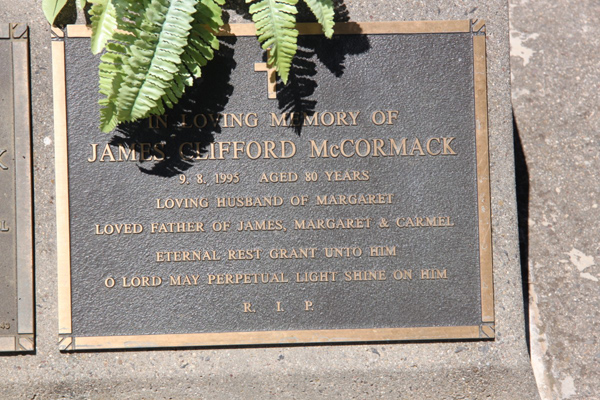 IN LOVING MEMORY OF
JAMES CLIFFORD McCORMACK
9. 8. 1995 AGED 80 YEARS
LOVING HUSBAND OF MARGARET
LOVED FATHER OF JAMES, MARGARET & CARMEL
ETERNAL REST GRANT UNTO HIM
O LORD MAY PERPETUAL LIGHT SHINE ON HIM
R. I. P.